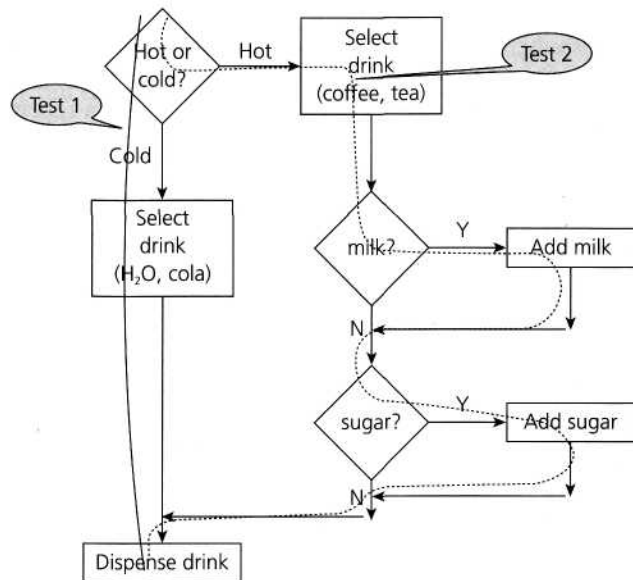 Hot or
cold?
Hot
Select
drink
(coffee, tea)
Test 2
Test 1
Cold
Select
drink
(H₂O, cola)
milk?
Y
Add milk
N
sugar?
Y
Add sugar
N
Dispense drink